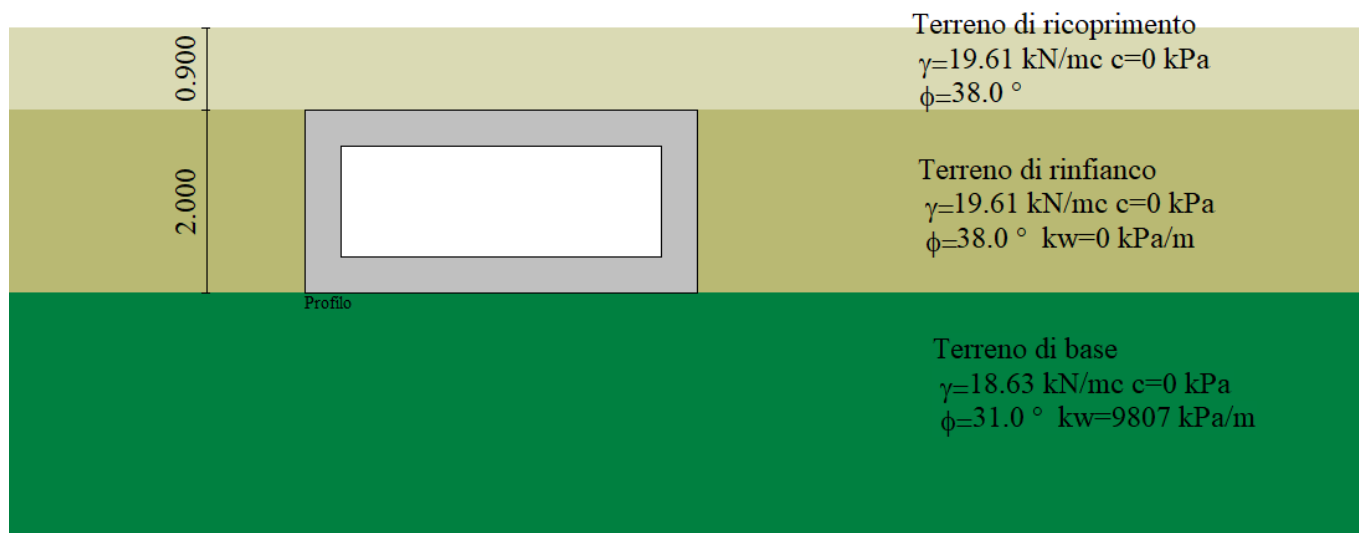 0.900
2.000
Terreno di ricoprimento
γ=19.61 kN/mc c=0 kPa
ϕ=38.0 °
Terreno di rinfianco
γ=19.61 kN/mc c=0 kPa
ϕ=38.0 ° kw=0 kPa/m
Profilo
Terreno di base
γ=18.63 kN/mc c=0 kPa
ϕ=31.0 ° kw=9807 kPa/m